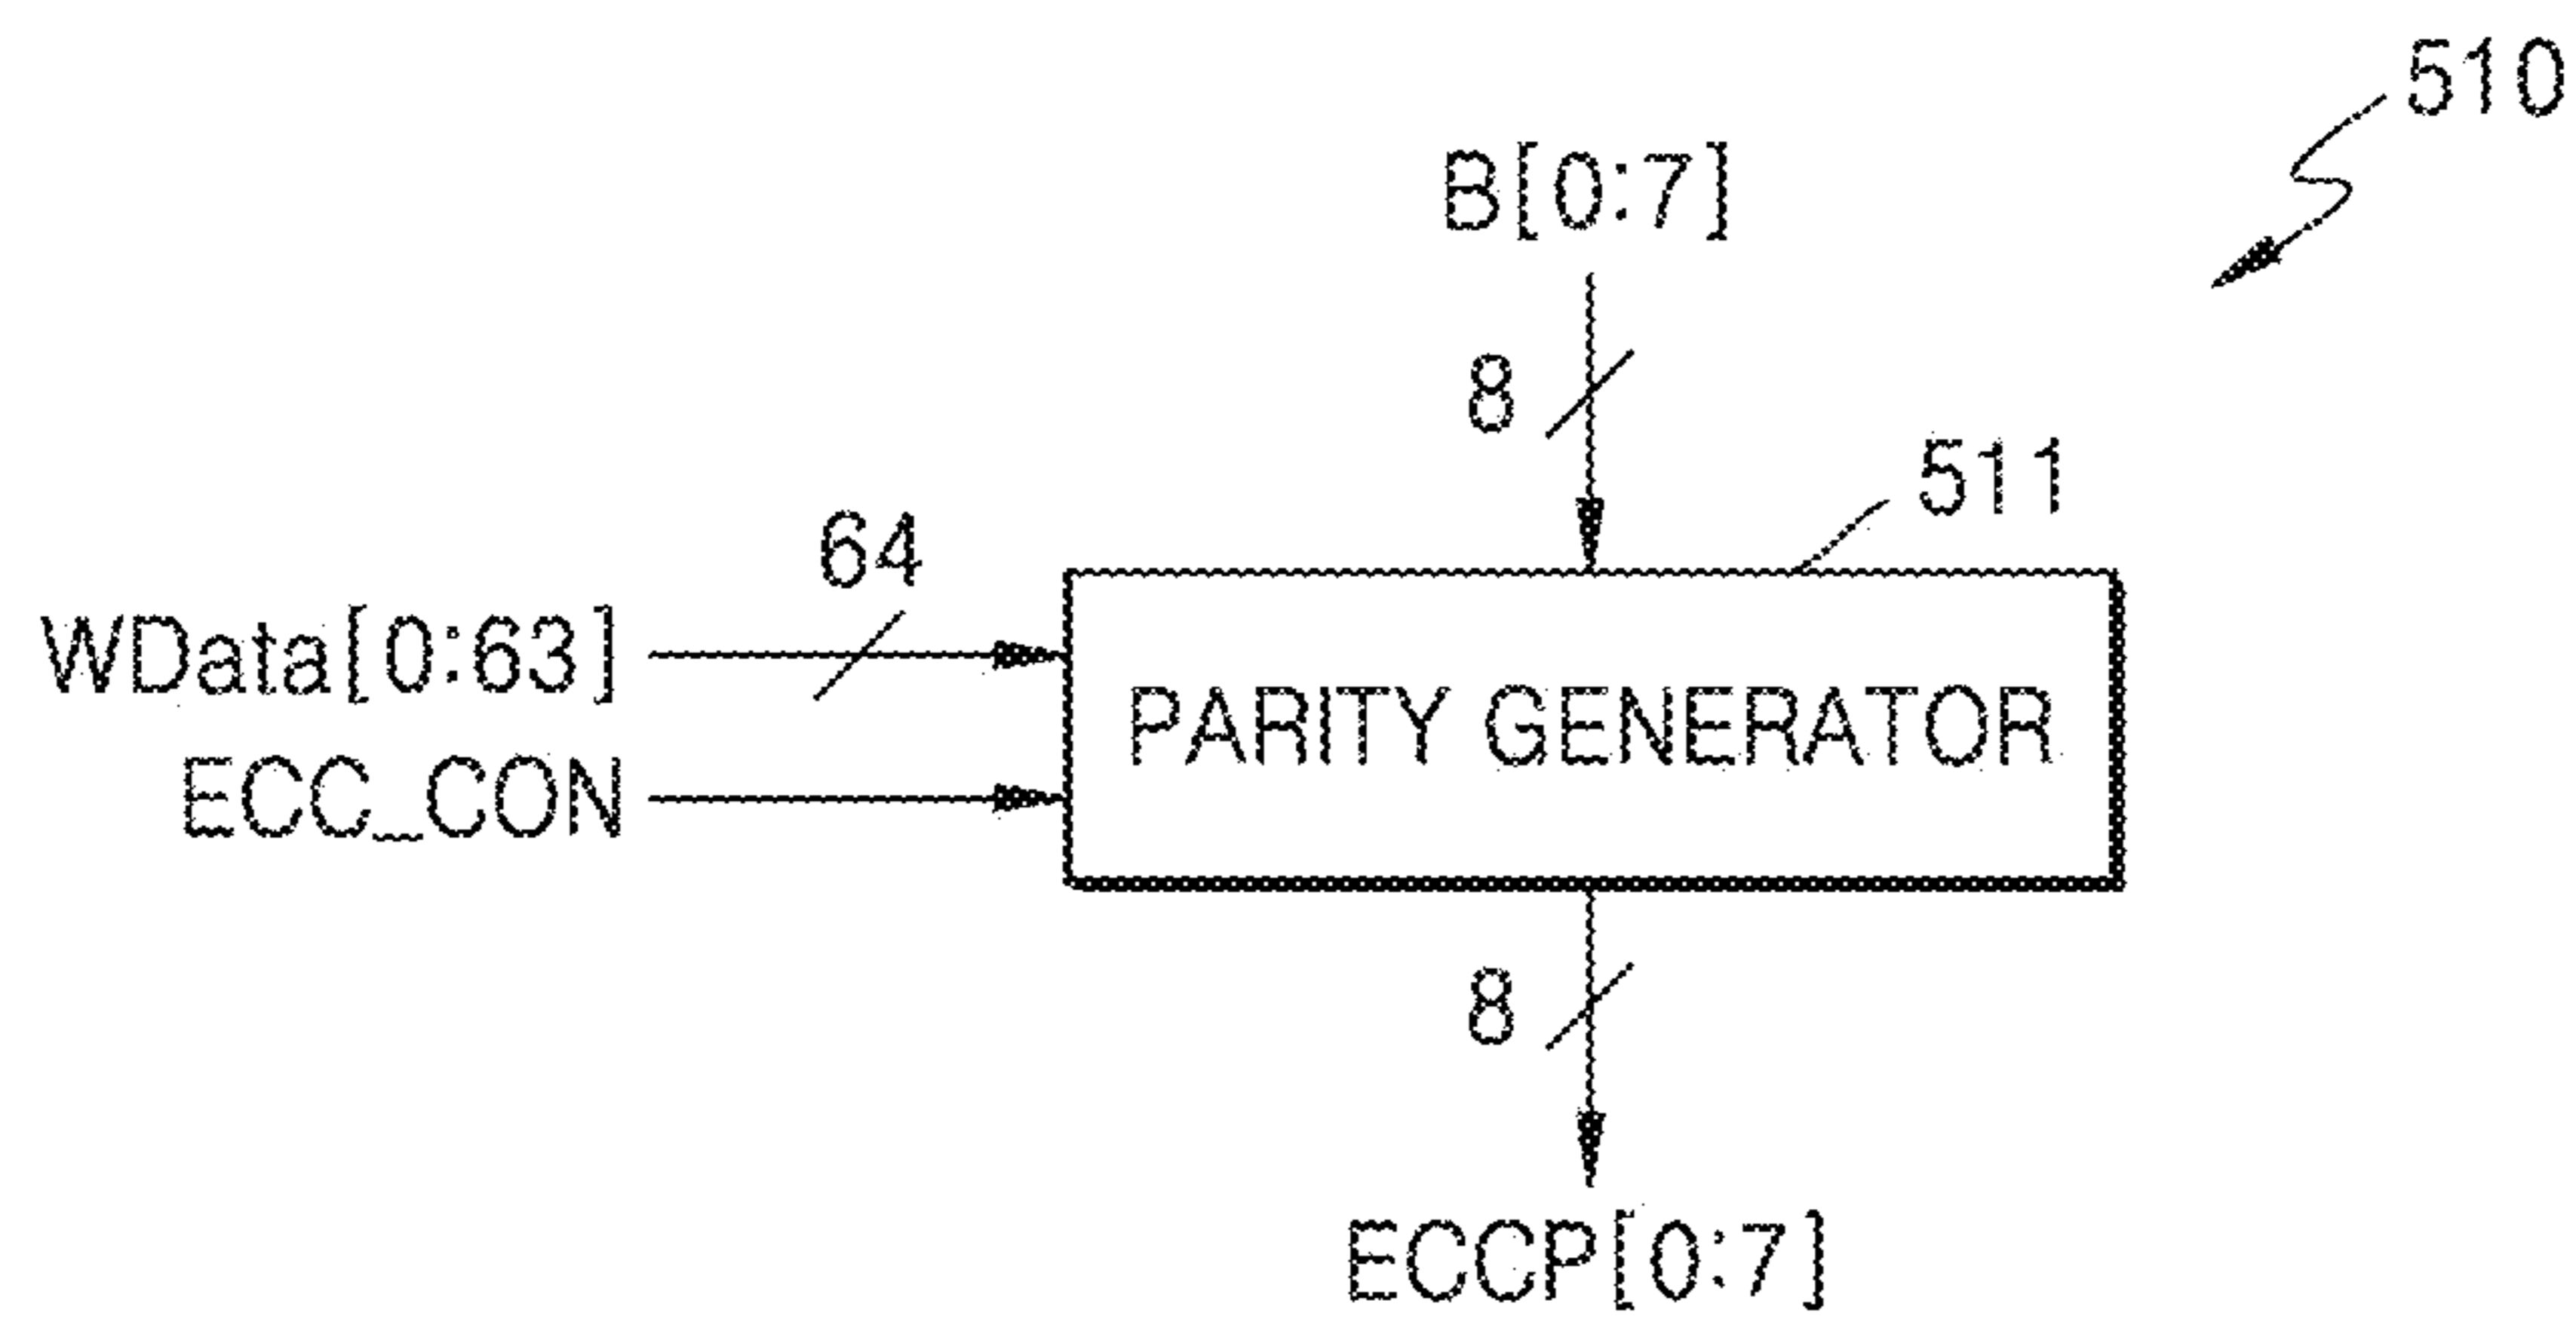 510
B[0:7]
8
511
64
WData[0:63]
ECC_CON
PARITY GENERATOR
8
ECCP[0:7]